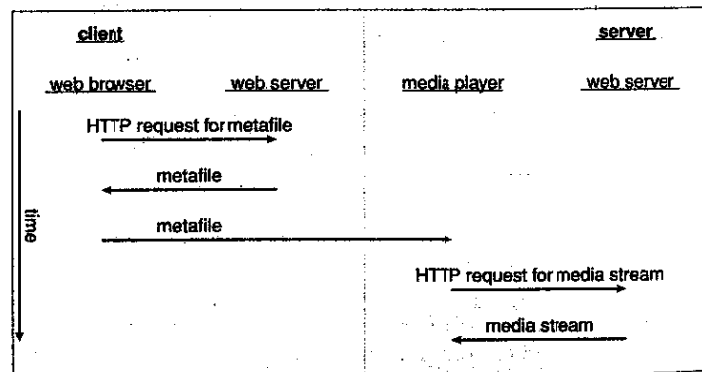 client server
web browser web server media player web server
HTTP request for metafile
metafile
metafile
time
HTTP request for media stream
media stream